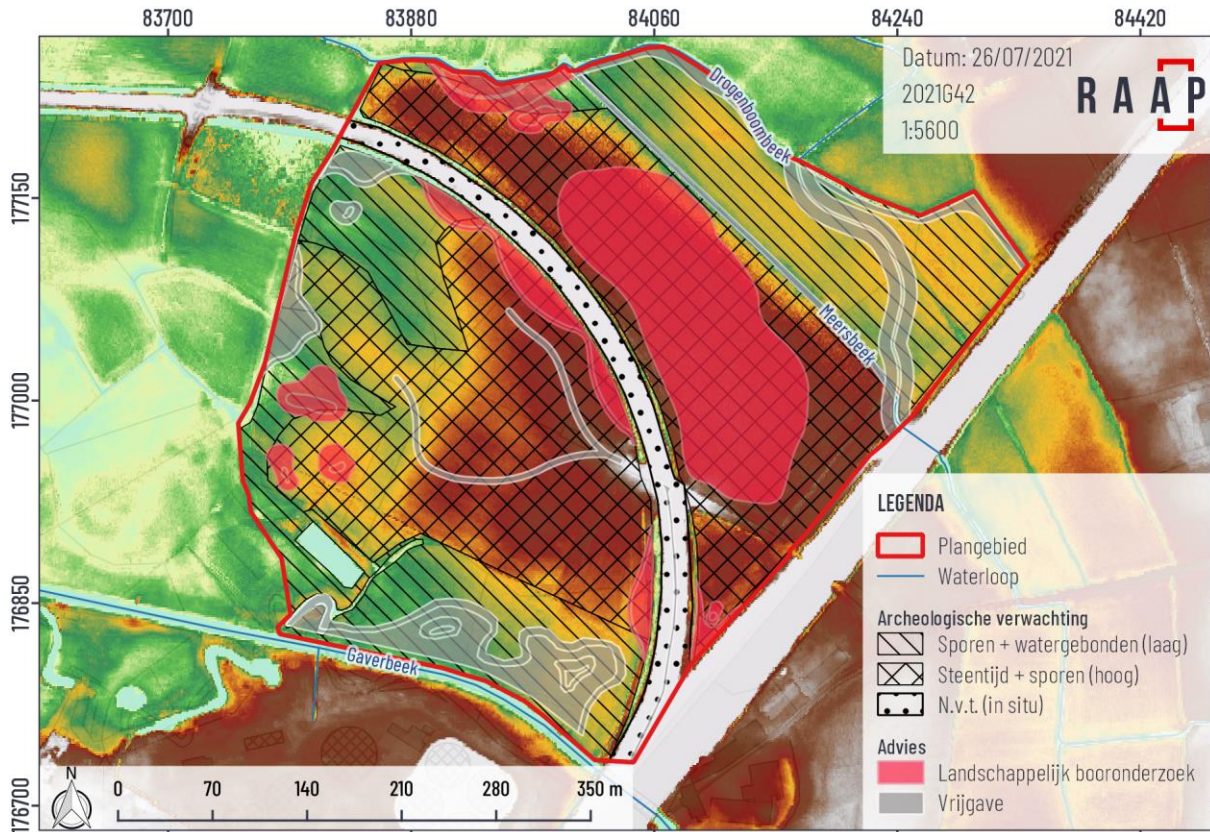 83700 83880 84060 84240 84420
Datum: 26/07/2021
2021G42
1:5600
RAAP
Drogenboombeek
177150
Meersbeek
177000
176850
Gaverbeek
176700
LEGENDA
Plangebied
Waterloop
Archeologische verwachting
Sporen + watergebonden (laag)
Steentijd + sporen (hoog)
N.v.t. (in situ)
Advies
Landschappelijk booronderzoek
Vrijgave
N
0 70 140 210 280 350 m